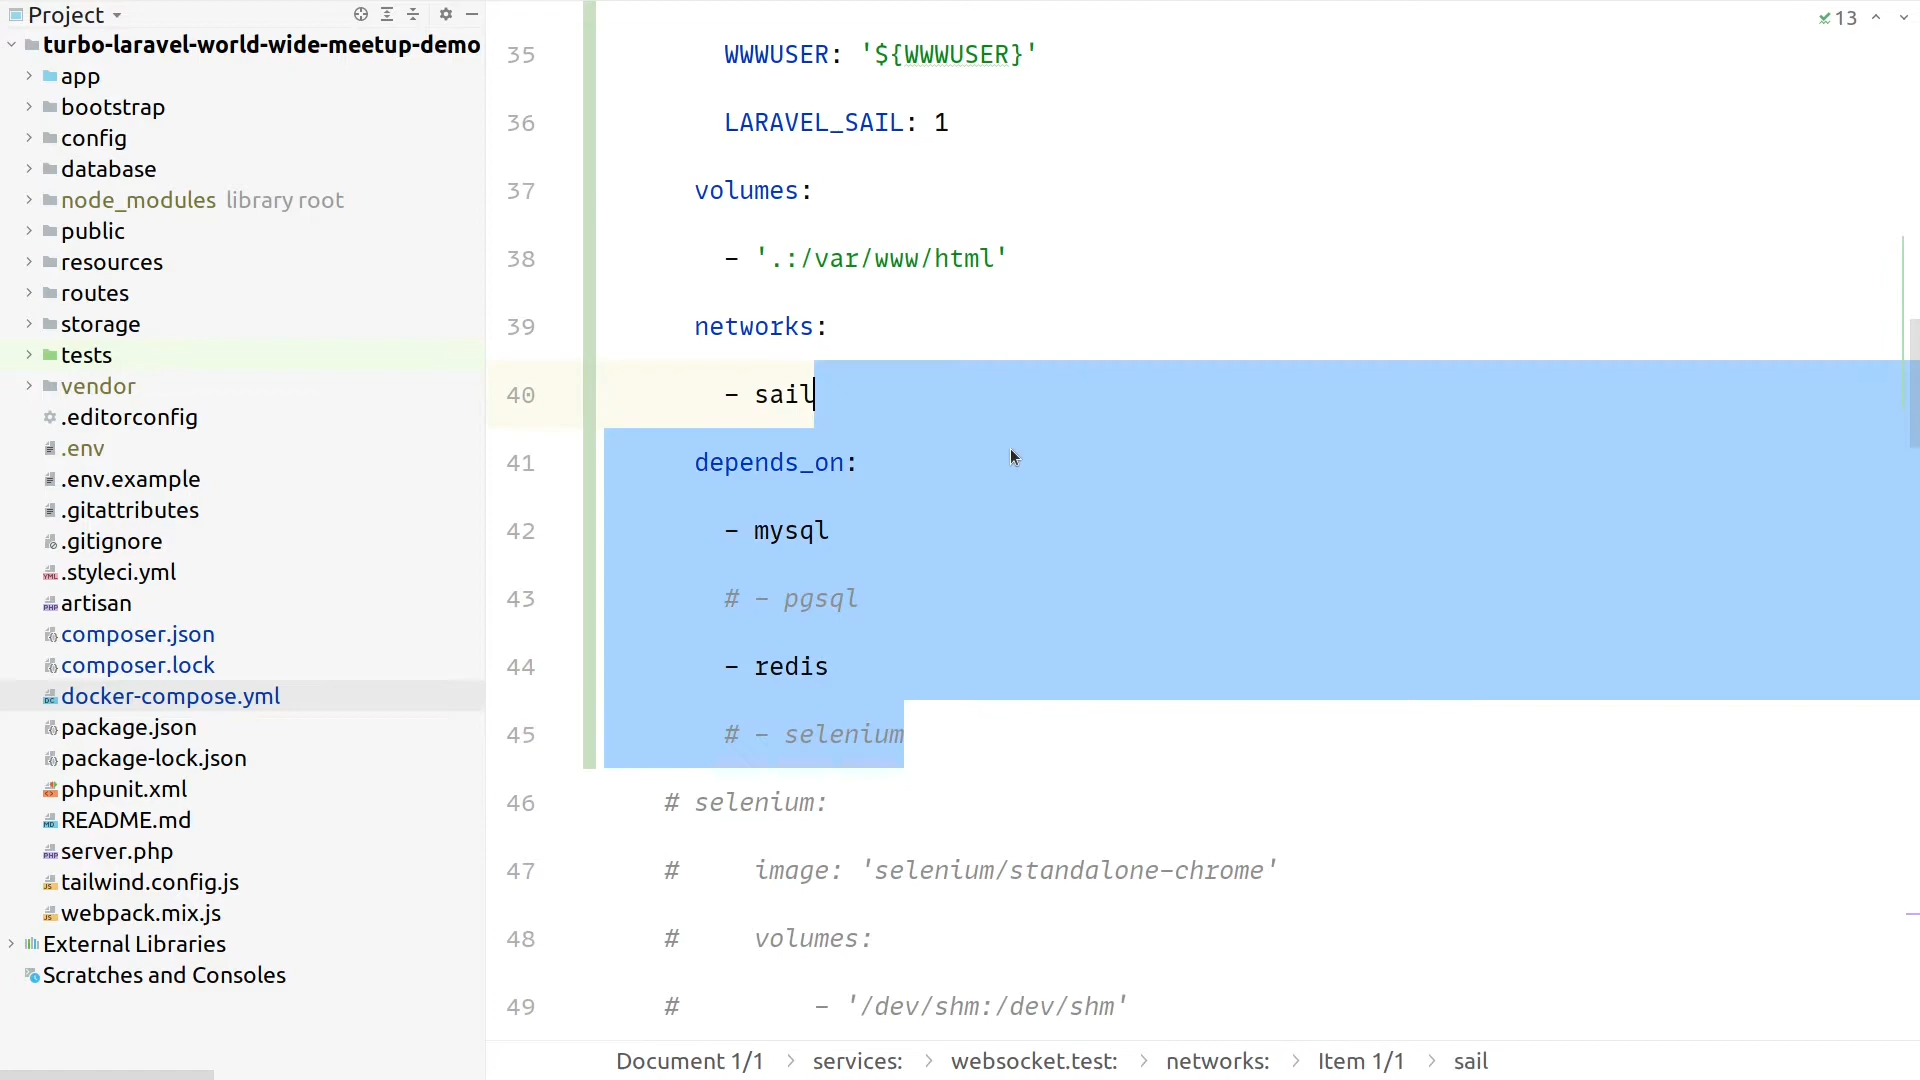 Project
turbo-laravel-world-wide-meetup-demo
app
bootstrap
config
database
node_modules library root
public
resources
routes
storage
tests
vendor
.editorconfig
.env
.env.example
.gitattributes
.gitignore
.styleci.yml
artisan
composer.json
composer.lock
docker-compose.yml
package.json
package-lock.json
phpunit.xml
README.md
server.php
tailwind.config.js
webpack.mix.js
External Libraries
Scratches and Consoles
13
35 WWWUSER: '${WWWUSER}'
36 LARAVEL_SAIL: 1
37 volumes:
38 - '.:/var/www/html'
39 networks:
40 - sail
41 depends_on:
42 - mysql
43 # - pgsql
44 - redis
45 # - selenium
46 # selenium:
47 # image: 'selenium/standalone-chrome'
48 # volumes:
49 # - '/dev/shm:/dev/shm'
Document 1/1 > services: > websocket.test: > networks: > Item 1/1 > sail